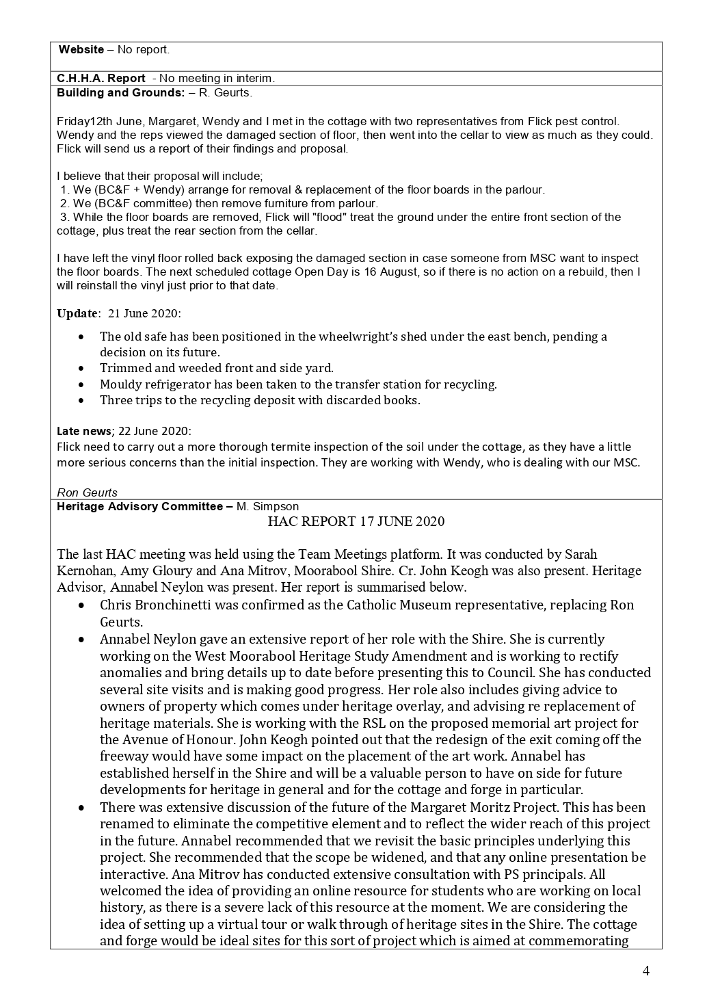 Website – No report.
C.H.H.A. Report  - No meeting in interim.
Building and Grounds: – R. Geurts.
Friday12th June, Margaret, Wendy and I met in the cottage with two representatives from Flick pest control.
Wendy and the reps viewed the damaged section of floor, then went into the cellar to view as much as they could.
Flick will send us a report of their findings and proposal.
I believe that their proposal will include;
1. We (BC&F + Wendy) arrange for removal & replacement of the floor boards in the parlour.
2. We (BC&F committee) then remove furniture from parlour.
3. While the floor boards are removed, Flick will "flood" treat the ground under the entire front section of the
cottage, plus treat the rear section from the cellar.
I have left the vinyl floor rolled back exposing the damaged section in case someone from MSC want to inspect
the floor boards. The next scheduled cottage Open Day is 16 August, so if there is no action on a rebuild, then I
will reinstall the vinyl just prior to that date.
Update:  21 June 2020:
• The old safe has been positioned in the wheelwright’s shed under the east bench, pending a
decision on its future.
• Trimmed and weeded front and side yard.
• Mouldy refrigerator has been taken to the transfer station for recycling.
• Three trips to the recycling deposit with discarded books.
Late news; 22 June 2020:
Flick need to carry out a more thorough termite inspection of the soil under the cottage, as they have a little
more serious concerns than the initial inspection. They are working with Wendy, who is dealing with our MSC.
Ron Geurts
Heritage Advisory Committee – M. Simpson
HAC REPORT 17 JUNE 2020
The last HAC meeting was held using the Team Meetings platform. It was conducted by Sarah
Kernohan, Amy Gloury and Ana Mitrov, Moorabool Shire. Cr. John Keogh was also present. Heritage
Advisor, Annabel Neylon was present. Her report is summarised below.
• Chris Bronchinetti was confirmed as the Catholic Museum representative, replacing Ron
Geurts.
• Annabel Neylon gave an extensive report of her role with the Shire. She is currently
working on the West Moorabool Heritage Study Amendment and is working to rectify
anomalies and bring details up to date before presenting this to Council. She has conducted
several site visits and is making good progress. Her role also includes giving advice to
owners of property which comes under heritage overlay, and advising re replacement of
heritage materials. She is working with the RSL on the proposed memorial art project for
the Avenue of Honour. John Keogh pointed out that the redesign of the exit coming off the
freeway would have some impact on the placement of the art work. Annabel has
established herself in the Shire and will be a valuable person to have on side for future
developments for heritage in general and for the cottage and forge in particular.
• There was extensive discussion of the future of the Margaret Moritz Project. This has been
renamed to eliminate the competitive element and to reflect the wider reach of this project
in the future. Annabel recommended that we revisit the basic principles underlying this
project. She recommended that the scope be widened, and that any online presentation be
interactive. Ana Mitrov has conducted extensive consultation with PS principals. All
welcomed the idea of providing an online resource for students who are working on local
history, as there is a severe lack of this resource at the moment. We are considering the
idea of setting up a virtual tour or walk through of heritage sites in the Shire. The cottage
and forge would be ideal sites for this sort of project which is aimed at commemorating
4